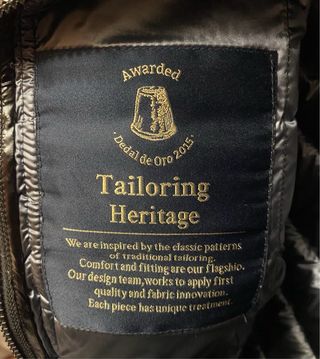 Awarded
· Dedal de Oro 2015 ·
Tailoring
Heritage
We are inspired by the classic patterns
of traditional tailoring.
Comfort and fitting are our flagship.
Our design team,works to apply first
quality and fabric innovation.
Each piece has unique treatment.